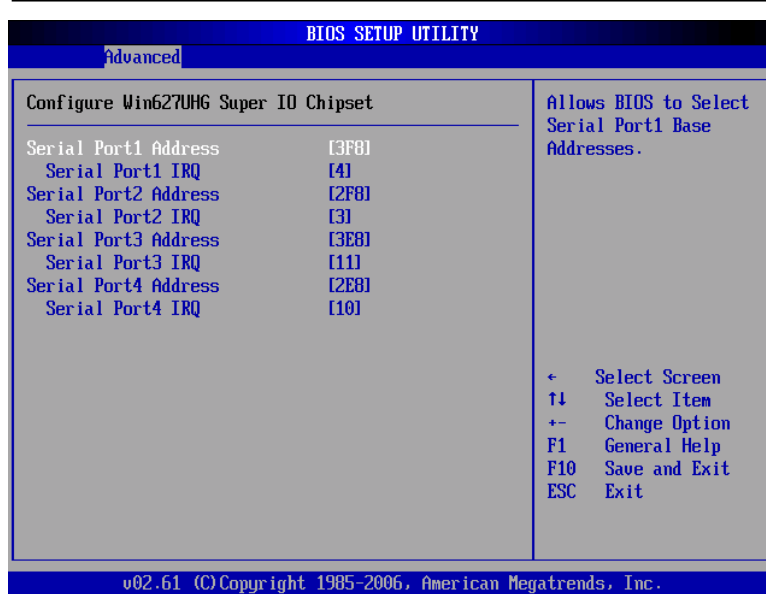 BIOS SETUP UTILITY
Advanced
Configure Win627UHG Super IO Chipset
Serial Port1 Address [3F8]
Serial Port1 IRQ [4]
Serial Port2 Address [2F8]
Serial Port2 IRQ [3]
Serial Port3 Address [3E8]
Serial Port3 IRQ [11]
Serial Port4 Address [2E8]
Serial Port4 IRQ [10]
Allows BIOS to Select
Serial Port1 Base
Addresses.
← Select Screen
↑↓ Select Item
+- Change Option
F1 General Help
F10 Save and Exit
ESC Exit
v02.61 (C)Copyright 1985-2006, American Megatrends, Inc.